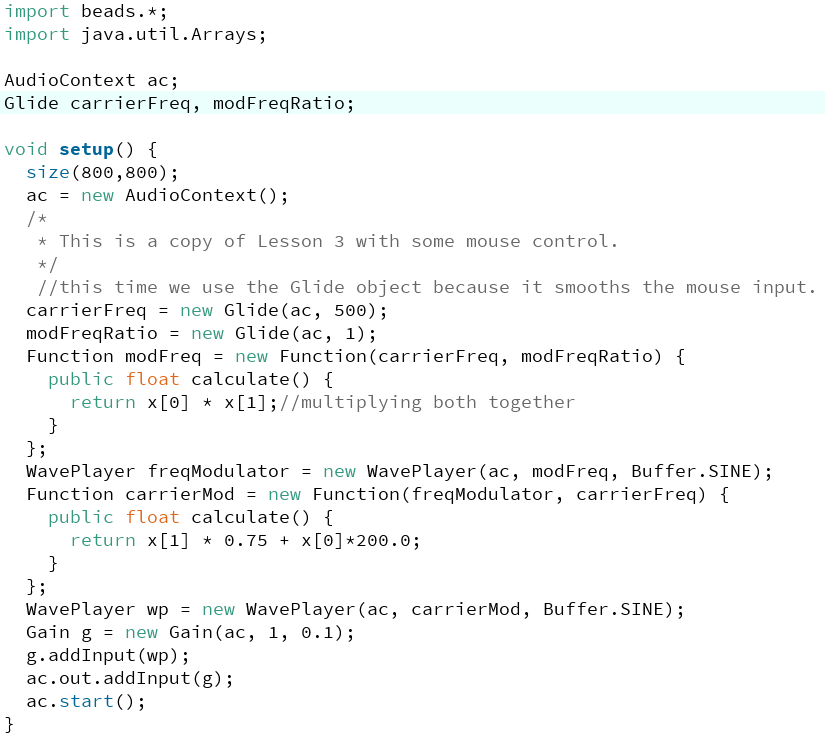 import beads.*;
import java.util.Arrays;

AudioContext ac;
Glide carrierFreq, modFreqRatio;

void setup() {
  size(800,800);
  ac = new AudioContext();
  /*
   * This is a copy of Lesson 3 with some mouse control.
   */
   //this time we use the Glide object because it smooths the mouse input.
  carrierFreq = new Glide(ac, 500);
  modFreqRatio = new Glide(ac, 1);
  Function modFreq = new Function(carrierFreq, modFreqRatio) {
    public float calculate() {
      return x[0] * x[1];//multiplying both together
    }
  };
  WavePlayer freqModulator = new WavePlayer(ac, modFreq, Buffer.SINE);
  Function carrierMod = new Function(freqModulator, carrierFreq) {
    public float calculate() {
      return x[1] * 0.75 + x[0]*200.0;
    }
  };
  WavePlayer wp = new WavePlayer(ac, carrierMod, Buffer.SINE);
  Gain g = new Gain(ac, 1, 0.1);
  g.addInput(wp);
  ac.out.addInput(g);
  ac.start();
}